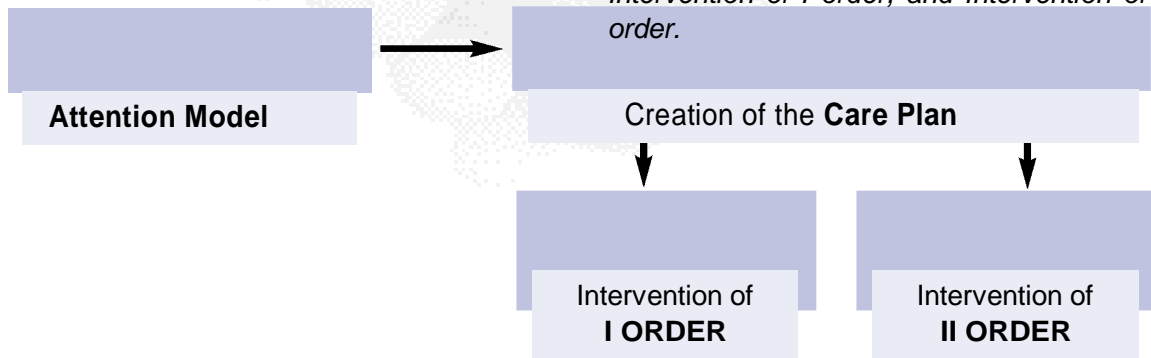 order.
Attention Model
Creation of the Care Plan
Intervention of
I ORDER
Intervention of
II ORDER